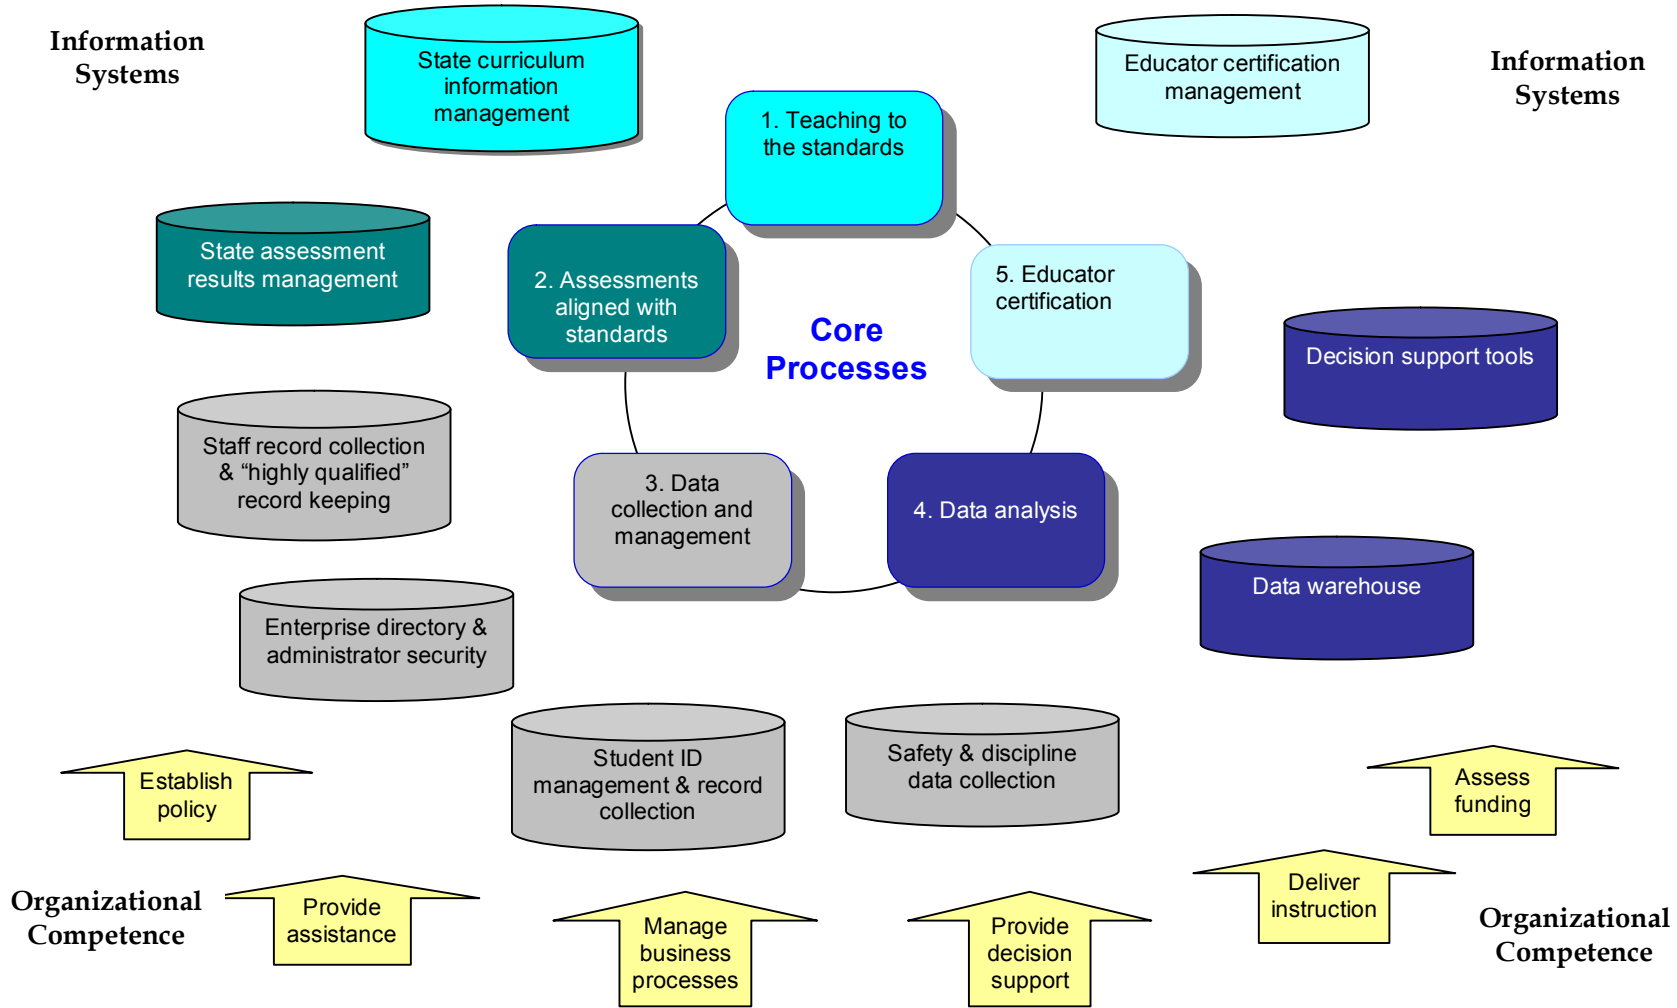 Information
Systems
State curriculum
information
management
Educator certification
management
Information
Systems
1. Teaching to
the standards
State assessment
results management
2. Assessments
aligned with
standards
5. Educator
certification
Core
Processes
Decision support tools
Staff record collection
& “highly qualified”
record keeping
3. Data
collection and
management
4. Data analysis
Data warehouse
Enterprise directory &
administrator security
Student ID
management & record
collection
Safety & discipline
data collection
Establish
policy
Assess
funding
Organizational
Competence
Provide
assistance
Manage
business
processes
Provide
decision
support
Deliver
instruction
Organizational
Competence